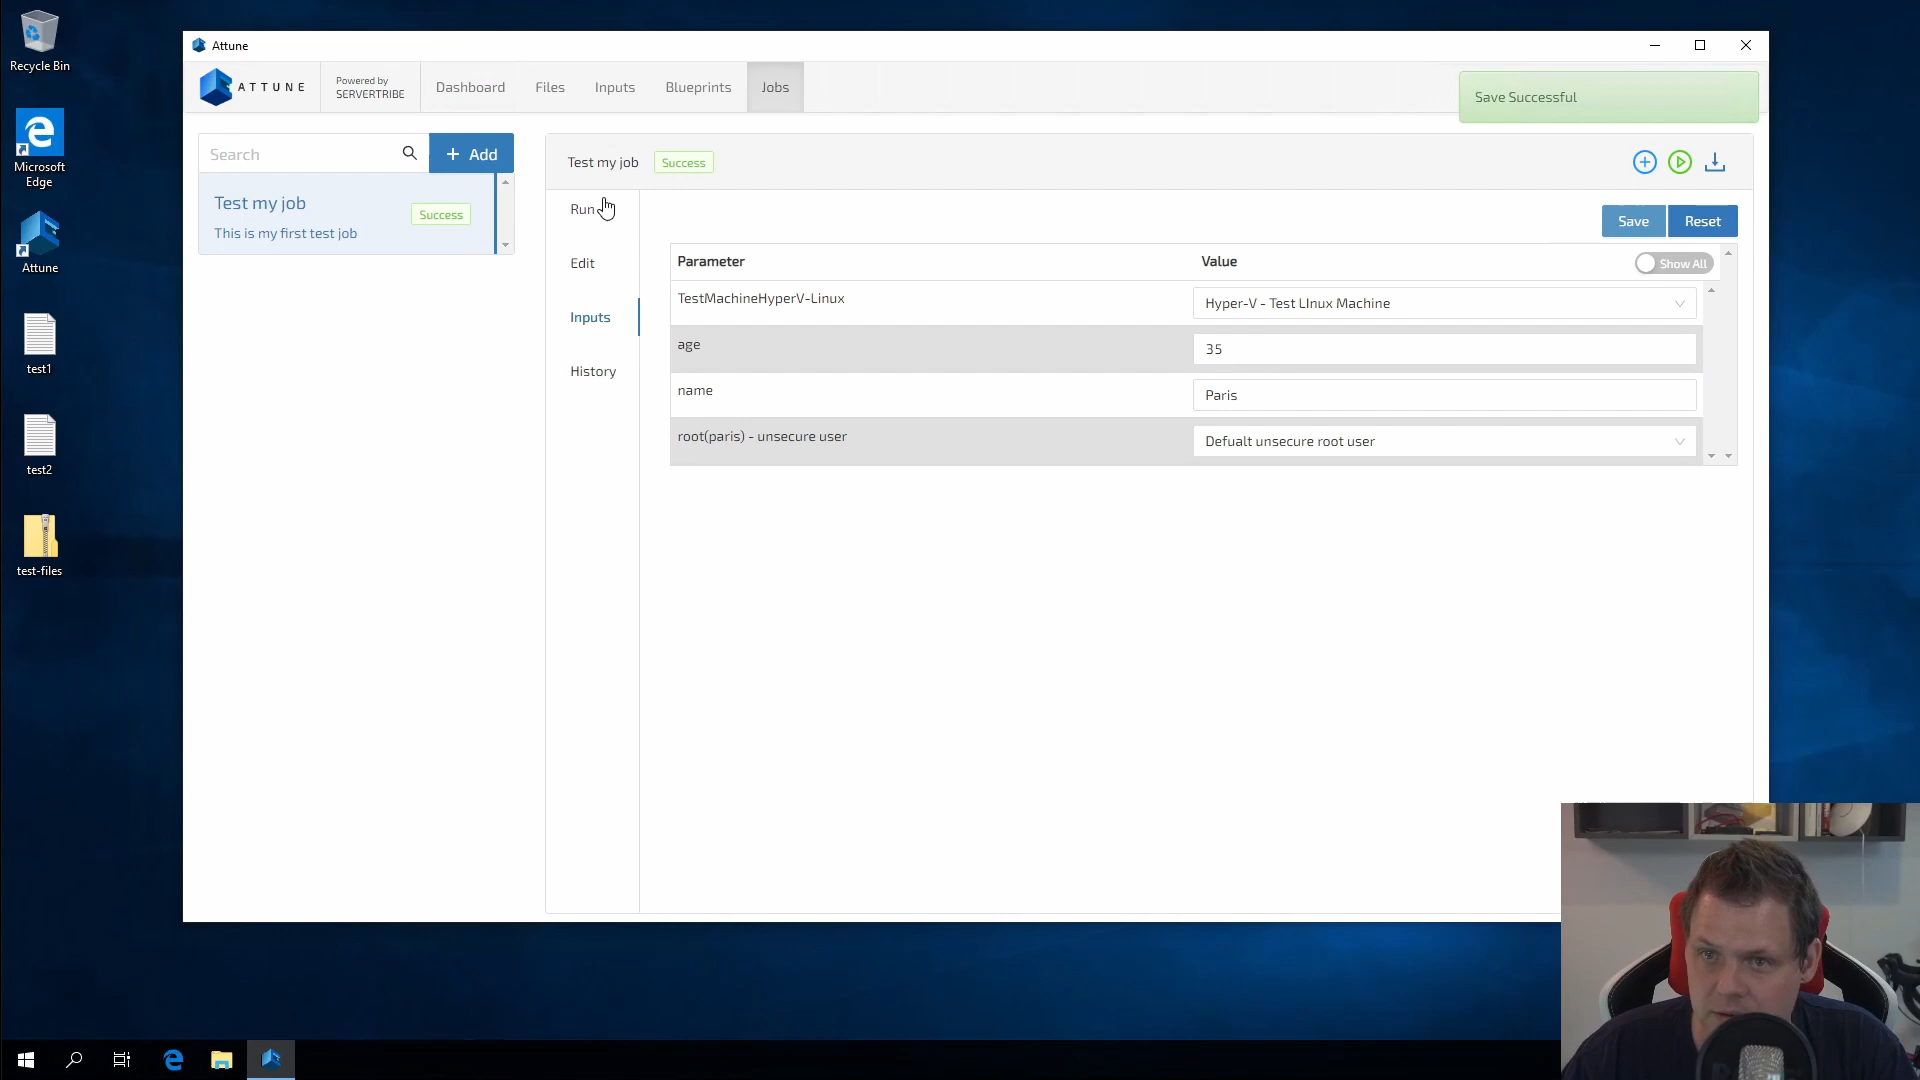 Recycle Bin
Microsoft
Edge
Attune
test1
test2
test-files
Attune
ATTUNE
Powered by
SERVERTRIBE
Dashboard
Files
Inputs
Blueprints
Jobs
Save Successful
Search
+ Add
Test my job
Success
This is my first test job
Test my job
Success
Run
Edit
Inputs
History
Save
Reset
Parameter
Value
Show All
TestMachineHyperV-Linux
Hyper-V - Test LInux Machine
age
35
name
Paris
root(paris) - unsecure user
Defualt unsecure root user